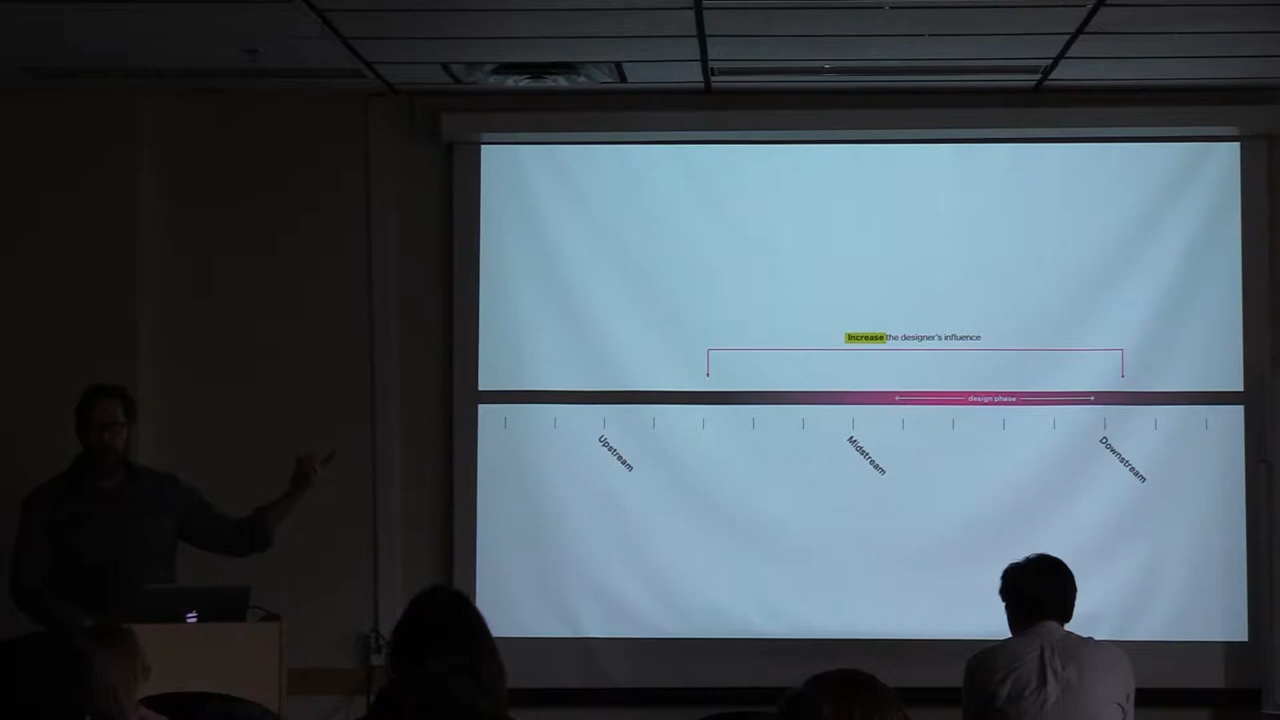 Increase the designer's influence
design phase
Upstream
Midstream
Downstream